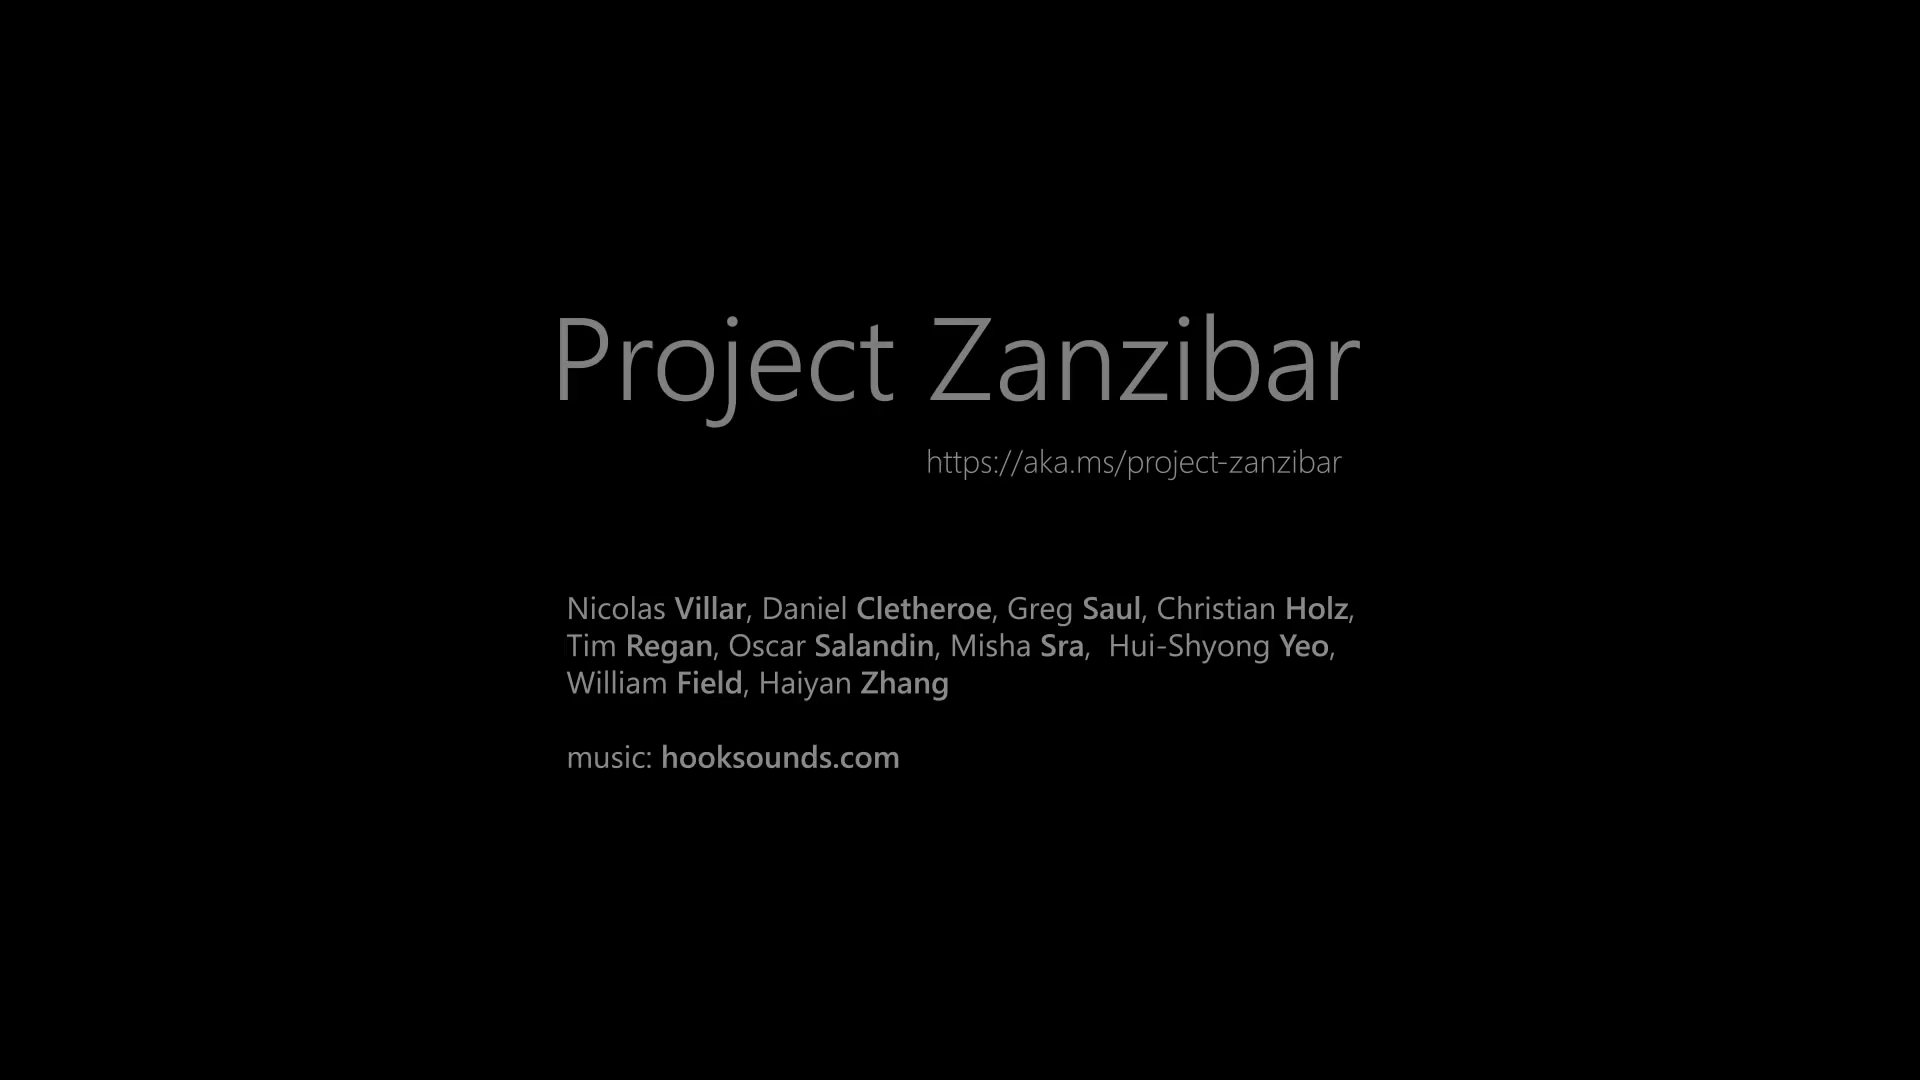 Project Zanzibar
https://aka.ms/project-zanzibar
Nicolas Villar, Daniel Cletheroe, Greg Saul, Christian Holz,
Tim Regan, Oscar Salandin, Misha Sra,  Hui-Shyong Yeo,
William Field, Haiyan Zhang
music: hooksounds.com